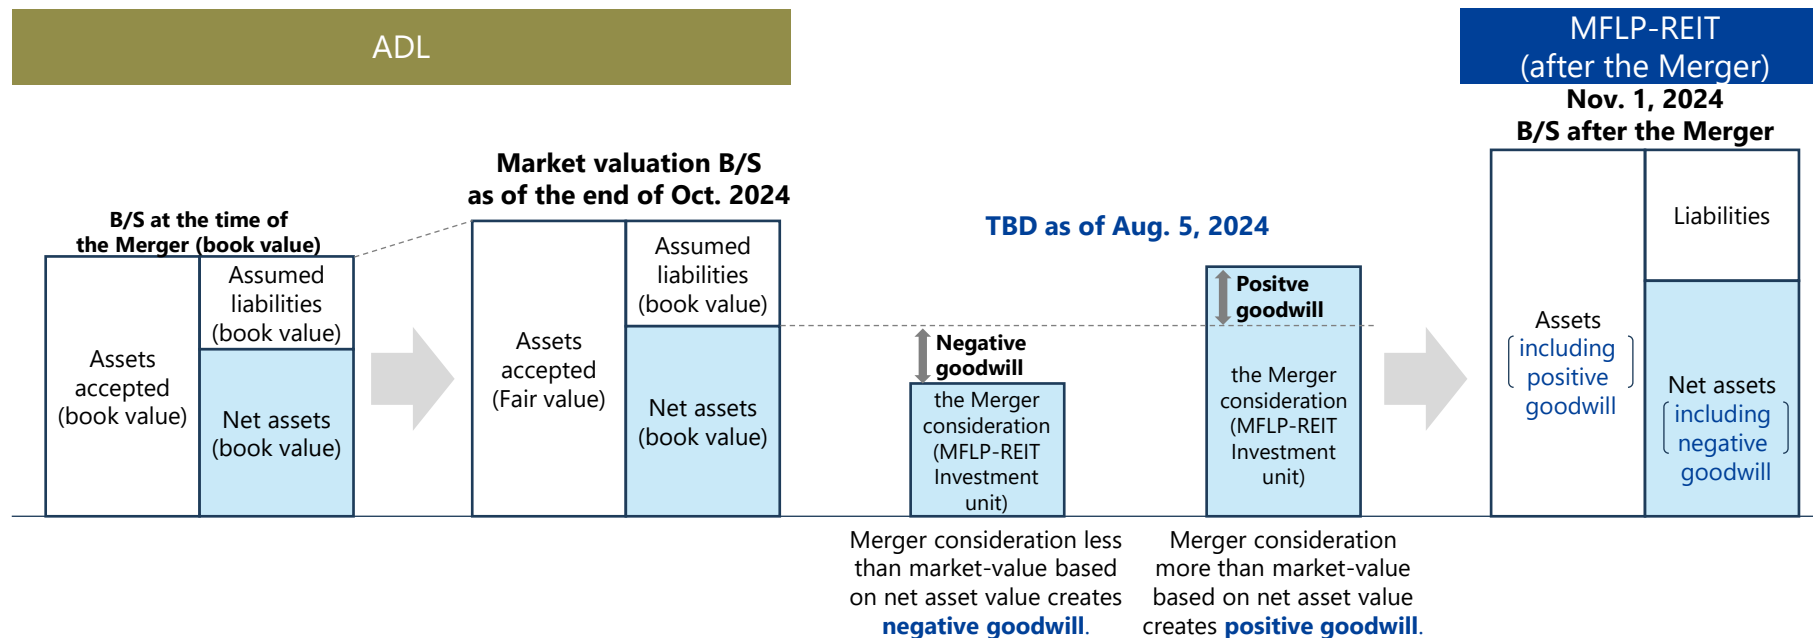 ADL
MFLP-REIT
(after the Merger)
Nov. 1, 2024
B/S after the Merger
Market valuation B/S
as of the end of Oct. 2024
B/S at the time of
the Merger (book value)
TBD as of Aug. 5, 2024
Assets
accepted
(book value)
Assumed
liabilities
(book value)
Net assets
(book value)
Assets
accepted
(Fair value)
Assumed
liabilities
(book value)
Net assets
(book value)
Negative
goodwill
the Merger
consideration
(MFLP-REIT
Investment
unit)
Merger consideration less
than market-value based
on net asset value creates
negative goodwill.
Positve
goodwill
the Merger
consideration
(MFLP-REIT
Investment
unit)
Merger consideration
more than market-value
based on net asset value
creates positive goodwill.
Assets
including
positive
goodwill
Liabilities
Net assets
including
negative
goodwill